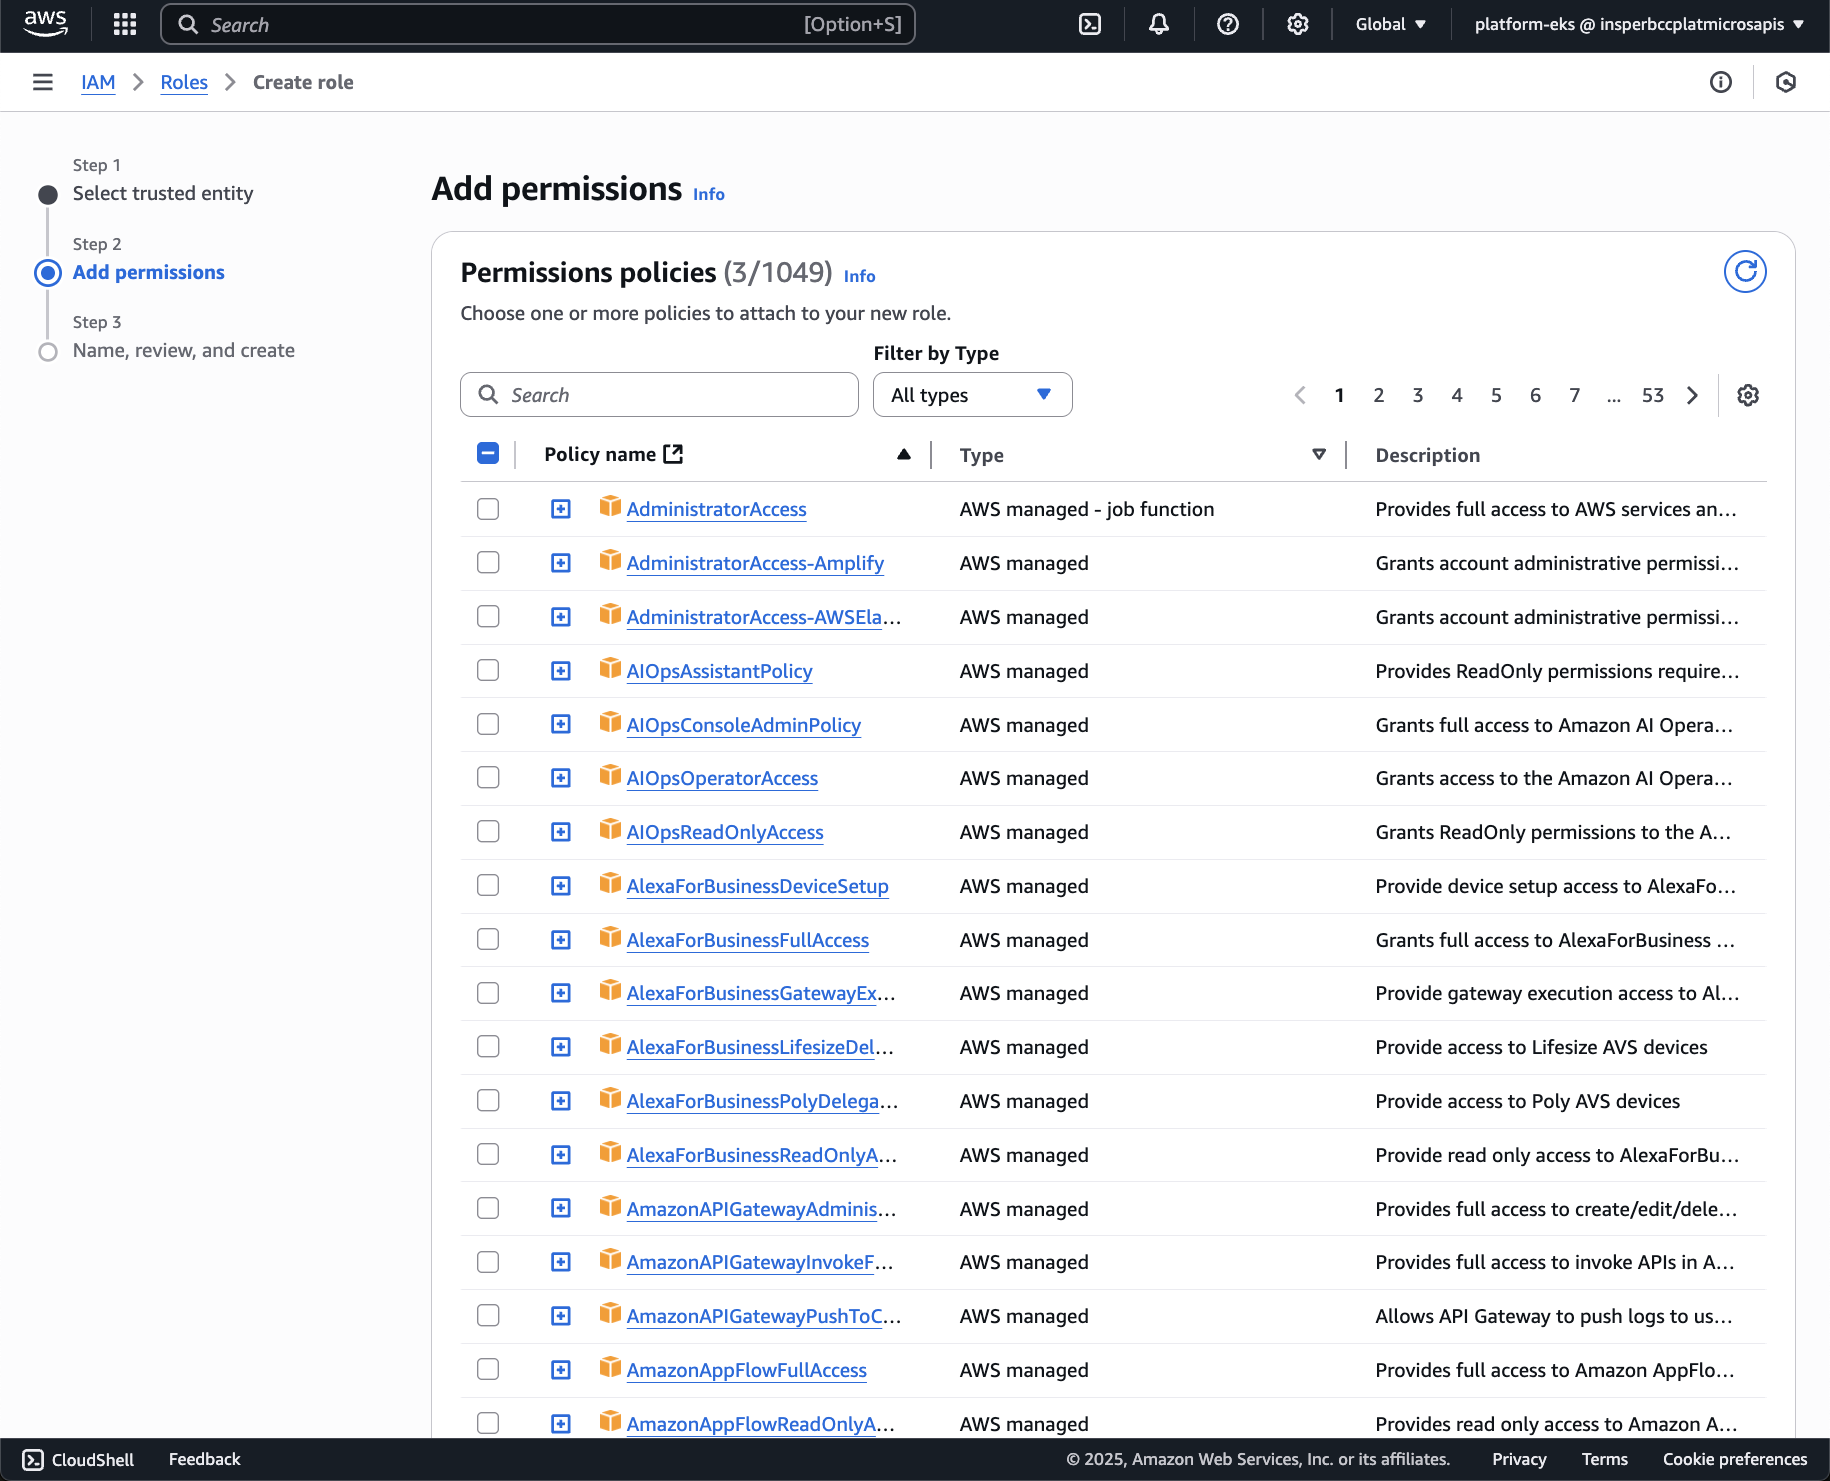 aws
Search [Option+S]
Global
platform-eks @ insperbccplatmicrosapis
IAM
Roles
Create role
Step 1
Select trusted entity
Step 2
Add permissions
Step 3
Name, review, and create
Add permissions Info
Permissions policies (3/1049) Info
Choose one or more policies to attach to your new role.
Filter by Type
Search
All types
1 2 3 4 5 6 7 ... 53
Policy name Type Description
AdministratorAccess AWS managed - job function Provides full access to AWS services an...
AdministratorAccess-Amplify AWS managed Grants account administrative permissi...
AdministratorAccess-AWSEla... AWS managed Grants account administrative permissi...
AIOpsAssistantPolicy AWS managed Provides ReadOnly permissions require...
AIOpsConsoleAdminPolicy AWS managed Grants full access to Amazon AI Opera...
AIOpsOperatorAccess AWS managed Grants access to the Amazon AI Opera...
AIOpsReadOnlyAccess AWS managed Grants ReadOnly permissions to the A...
AlexaForBusinessDeviceSetup AWS managed Provide device setup access to AlexaFo...
AlexaForBusinessFullAccess AWS managed Grants full access to AlexaForBusiness ...
AlexaForBusinessGatewayEx... AWS managed Provide gateway execution access to Al...
AlexaForBusinessLifesizeDel... AWS managed Provide access to Lifesize AVS devices
AlexaForBusinessPolyDelega... AWS managed Provide access to Poly AVS devices
AlexaForBusinessReadOnlyA... AWS managed Provide read only access to AlexaForBu...
AmazonAPIGatewayAdminis... AWS managed Provides full access to create/edit/dele...
AmazonAPIGatewayInvokeF... AWS managed Provides full access to invoke APIs in A...
AmazonAPIGatewayPushToC... AWS managed Allows API Gateway to push logs to us...
AmazonAppFlowFullAccess AWS managed Provides full access to Amazon AppFlo...
AmazonAppFlowReadOnlyA... AWS managed Provides read only access to Amazon A...
CloudShell Feedback © 2025, Amazon Web Services, Inc. or its affiliates. Privacy Terms Cookie preferences